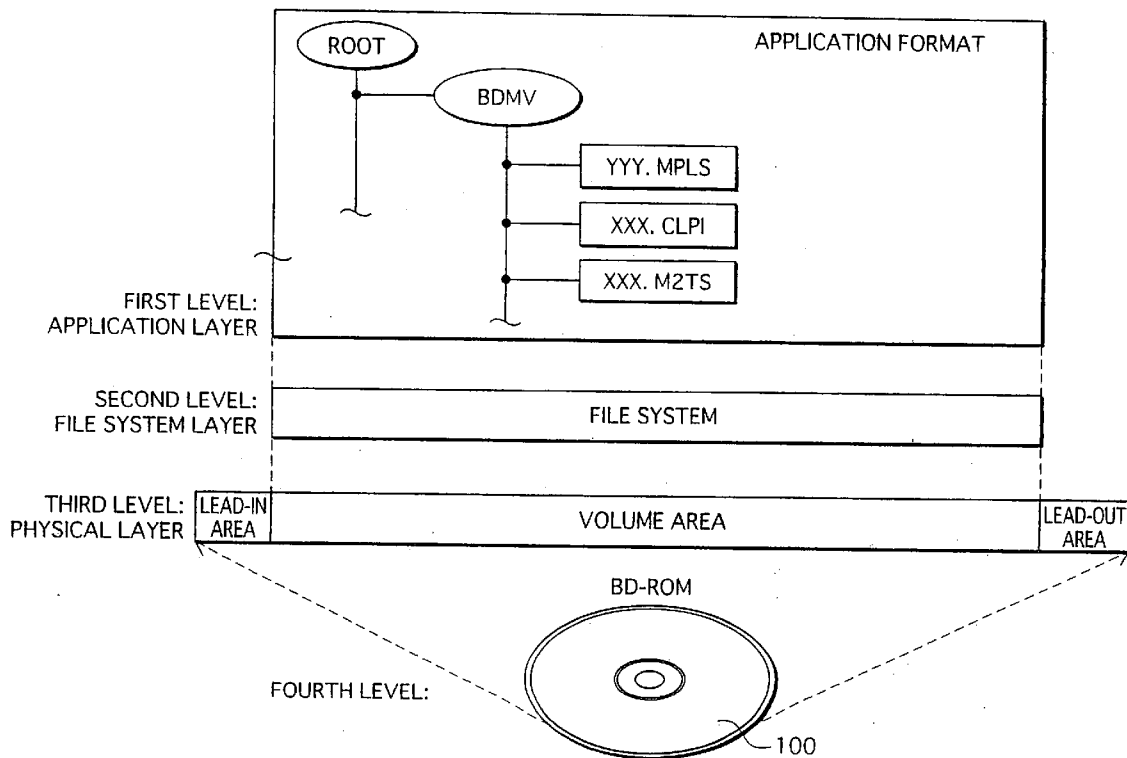 ROOT
APPLICATION FORMAT
BDMV
YYY. MPLS
XXX. CLPI
XXX. M2TS
FIRST LEVEL:
APPLICATION LAYER
SECOND LEVEL:
FILE SYSTEM LAYER
FILE SYSTEM
THIRD LEVEL:
PHYSICAL LAYER
LEAD-IN
AREA
VOLUME AREA
LEAD-OUT
AREA
BD-ROM
FOURTH LEVEL:
100